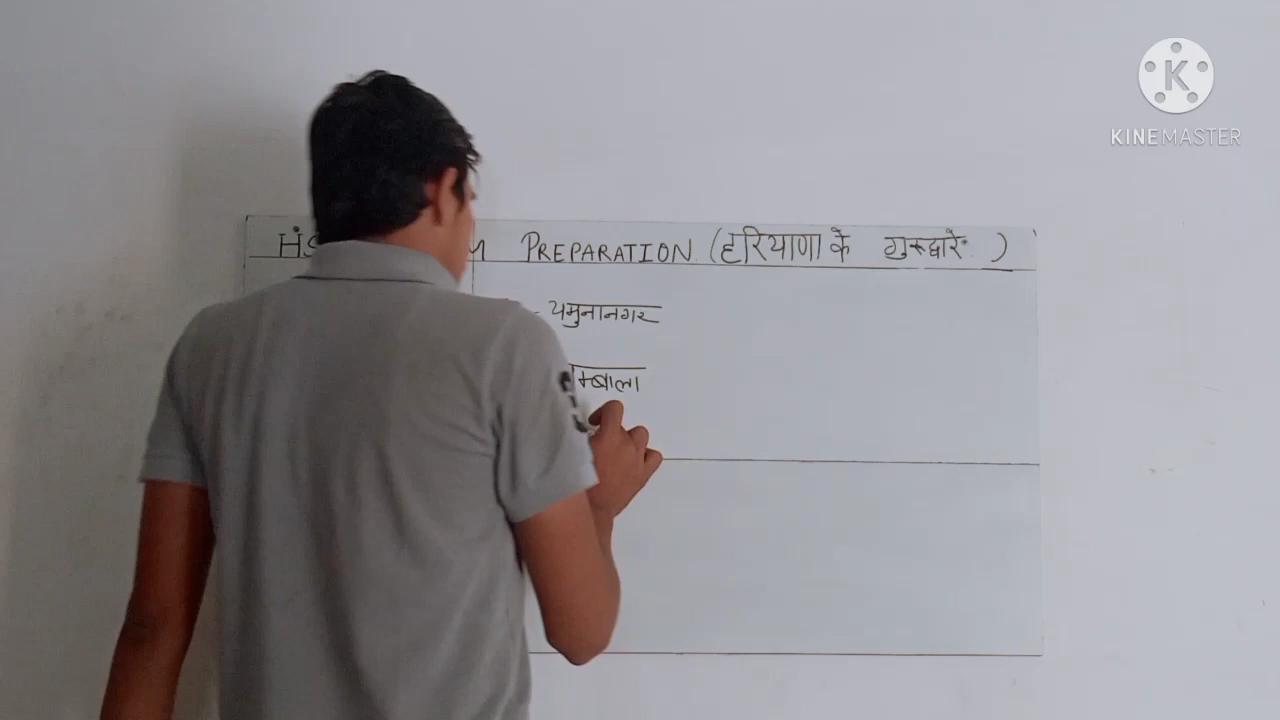 PREPARATION (हरियाणा के गुरुद्वारे )
- यमुनानगर
म्बाला
K
KINEMASTER